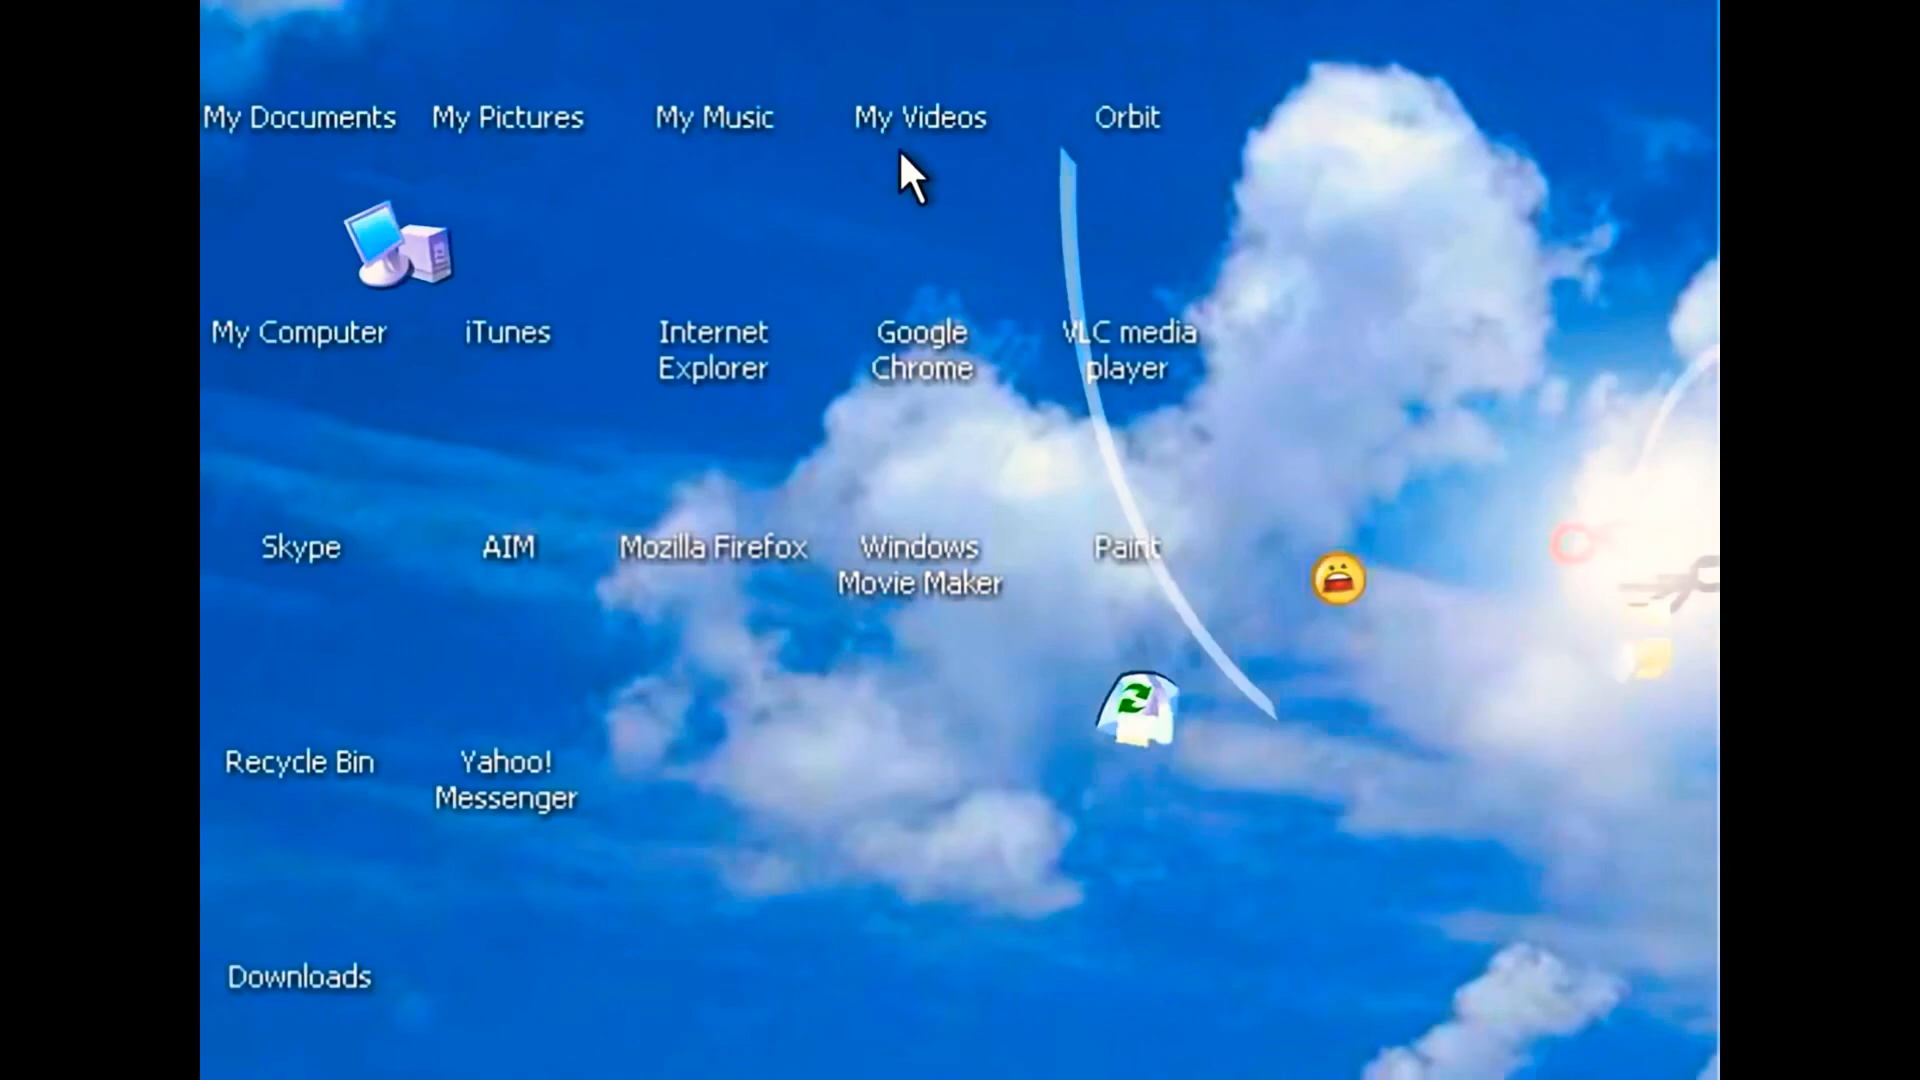 My Documents
My Pictures
My Music
My Videos
Orbit
My Computer
iTunes
Internet
Explorer
Google
Chrome
VLC media
player
Skype
AIM
Mozilla Firefox
Windows
Movie Maker
Paint
Recycle Bin
Yahoo!
Messenger
Downloads